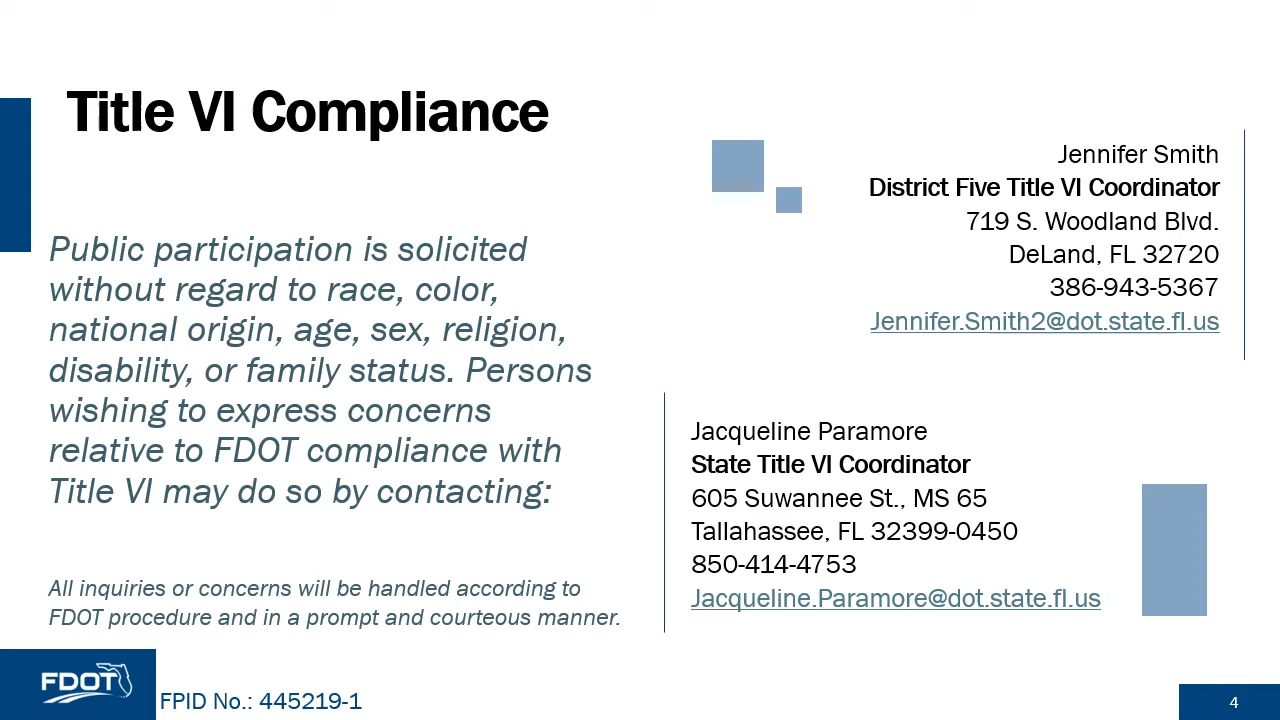 Title VI Compliance
Public participation is solicited
without regard to race, color,
national origin, age, sex, religion,
disability, or family status. Persons
wishing to express concerns
relative to FDOT compliance with
Title VI may do so by contacting:
All inquiries or concerns will be handled according to
FDOT procedure and in a prompt and courteous manner.
Jennifer Smith
District Five Title VI Coordinator
719 S. Woodland Blvd.
DeLand, FL 32720
386-943-5367
Jennifer.Smith2@dot.state.fl.us
Jacqueline Paramore
State Title VI Coordinator
605 Suwannee St., MS 65
Tallahassee, FL 32399-0450
850-414-4753
Jacqueline.Paramore@dot.state.fl.us
FDOT
FPID No.: 445219-1
4